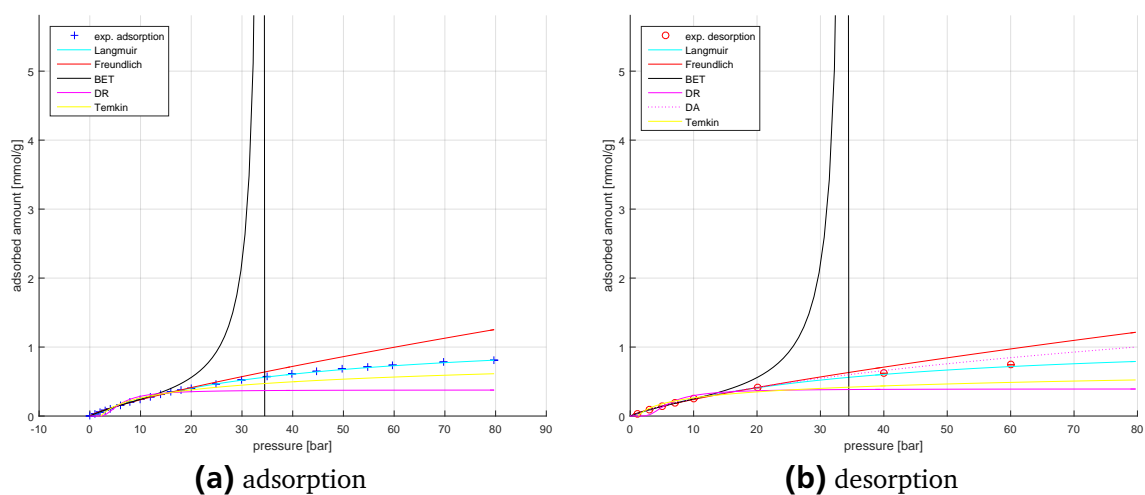 exp. adsorption
Langmuir
Freundlich
BET
DR
Temkin
adsorbed amount [mmol/g]
5
4
3
2
1
0
-10 0 10 20 30 40 50 60 70 80 90
pressure [bar]
(a) adsorption
exp. desorption
Langmuir
Freundlich
BET
DR
DA
Temkin
adsorbed amount [mmol/g]
5
4
3
2
1
0
0 10 20 30 40 50 60 70 80
pressure [bar]
(b) desorption